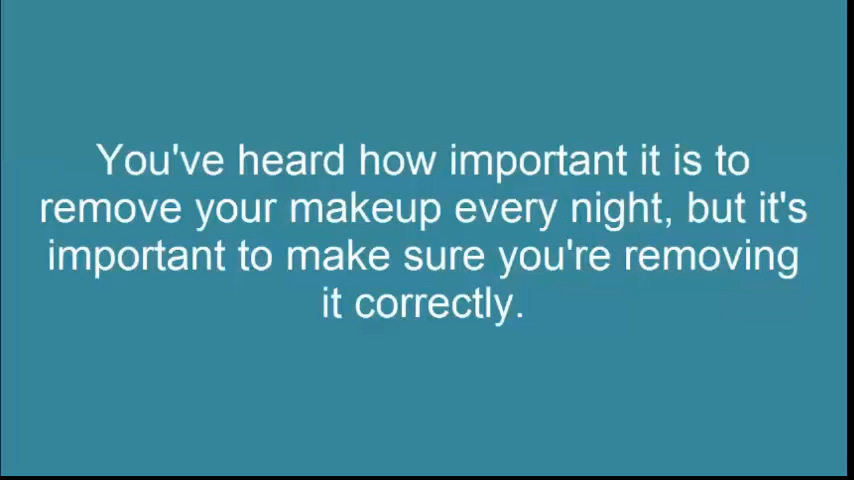 You've heard how important it is to
remove your makeup every night, but it's
important to make sure you're removing
it correctly.